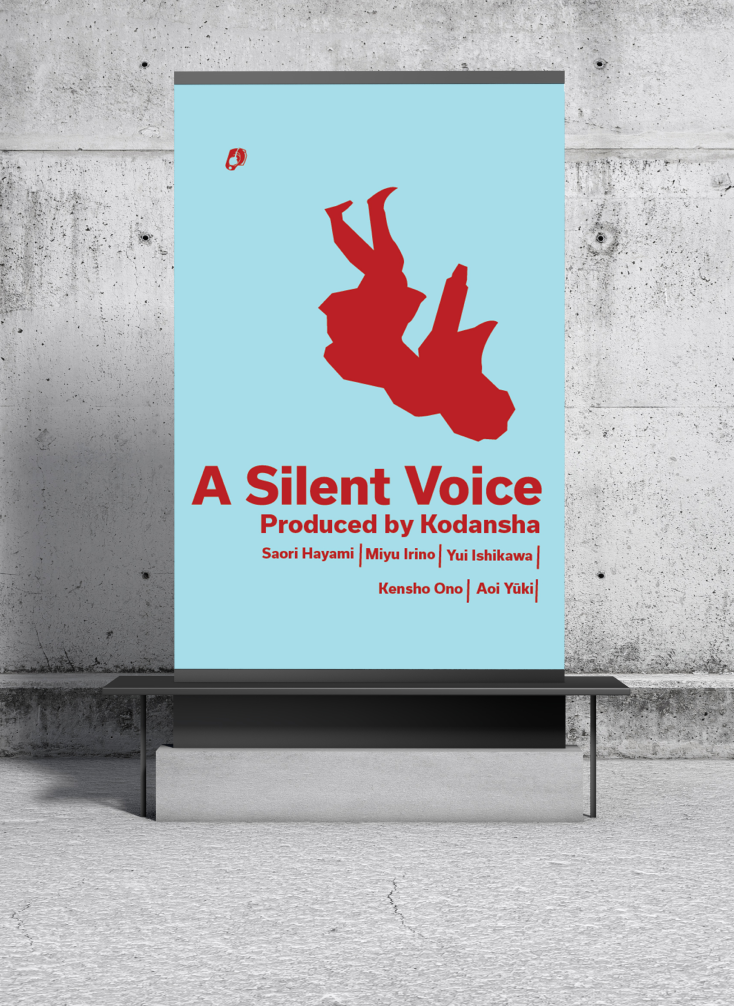 A Silent Voice
Produced by Kodansha
Saori Hayami | Miyu Irino | Yui Ishikawa |
Kensho Ono | Aoi Yūki |